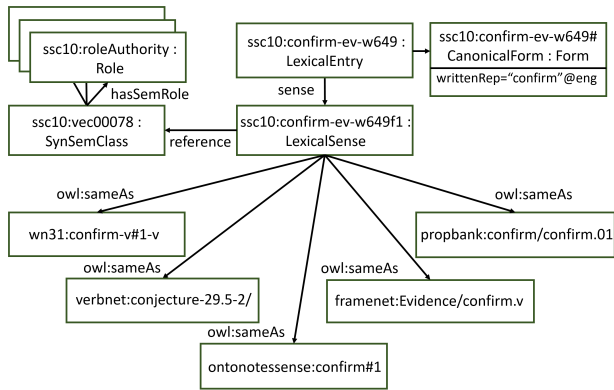 ssc10:roleAuthority :
Role
ssc10:confirm-ev-w649 :
LexicalEntry
ssc10:confirm-ev-w649#
CanonicalForm : Form
writtenRep="confirm"@eng
hasSemRole
sense
ssc10:vec00078 :
SynSemClass
reference
ssc10:confirm-ev-w649f1 :
LexicalSense
owl:sameAs
owl:sameAs
wn31:confirm-v#1-v
propbank:confirm/confirm.01
owl:sameAs
owl:sameAs
verbnet:conjecture-29.5-2/
framenet:Evidence/confirm.v
owl:sameAs
ontonotessense:confirm#1